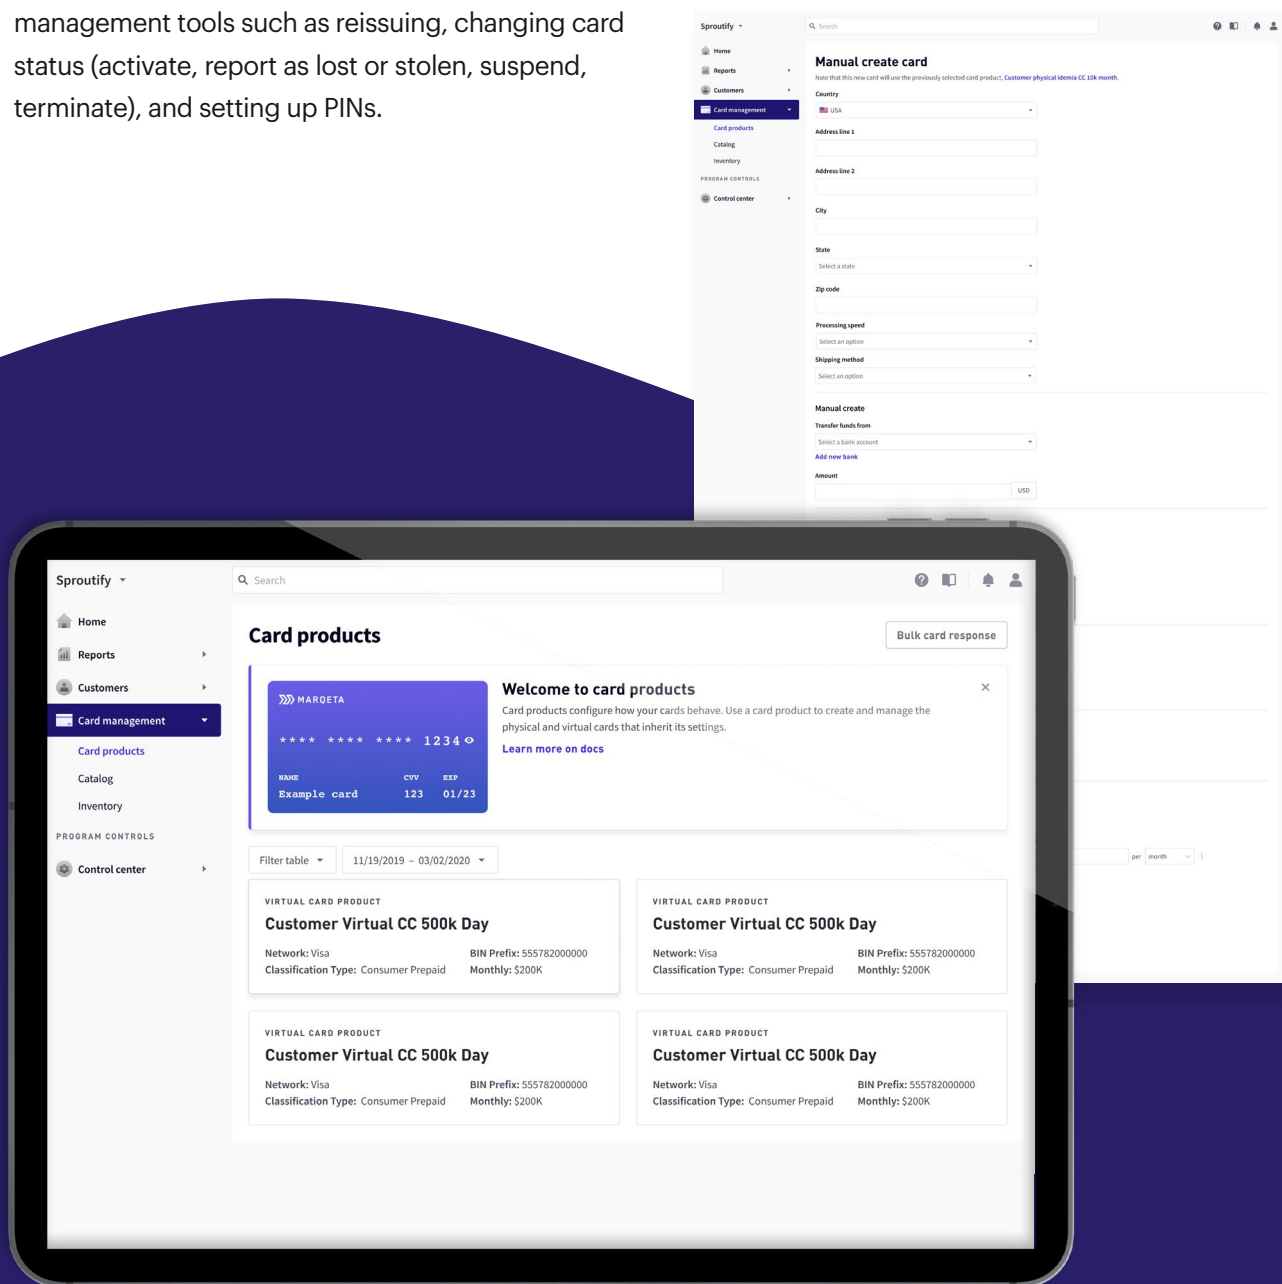 management tools such as reissuing, changing card
status (activate, report as lost or stolen, suspend,
terminate), and setting up PINs.
Sproutify
Search
Home
Reports
Customers
Card management
Card products
Catalog
Inventory
PROGRAM CONTROLS
Control center
Manual create card
Note that this new card will use the previously selected card product, Customer physical idemia CC 10k month.
Country
USA
Address line 1
Address line 2
City
State
Select a state
Zip code
Processing speed
Select an option
Shipping method
Select an option
Manual create
Transfer funds from
Select a bank account
Add new bank
Amount
USD
per month
Sproutify
Search
Home
Reports
Customers
Card management
Card products
Catalog
Inventory
PROGRAM CONTROLS
Control center
Card products
Bulk card response
MARQETA
**** **** **** 1234
NAME CVV EXP
Example card 123 01/23
Welcome to card products
Card products configure how your cards behave. Use a card product to create and manage the
physical and virtual cards that inherit its settings.
Learn more on docs
Filter table
11/19/2019 – 03/02/2020
VIRTUAL CARD PRODUCT
Customer Virtual CC 500k Day
Network: Visa BIN Prefix: 555782000000
Classification Type: Consumer Prepaid Monthly: $200K
VIRTUAL CARD PRODUCT
Customer Virtual CC 500k Day
Network: Visa BIN Prefix: 555782000000
Classification Type: Consumer Prepaid Monthly: $200K
VIRTUAL CARD PRODUCT
Customer Virtual CC 500k Day
Network: Visa BIN Prefix: 555782000000
Classification Type: Consumer Prepaid Monthly: $200K
VIRTUAL CARD PRODUCT
Customer Virtual CC 500k Day
Network: Visa BIN Prefix: 555782000000
Classification Type: Consumer Prepaid Monthly: $200K